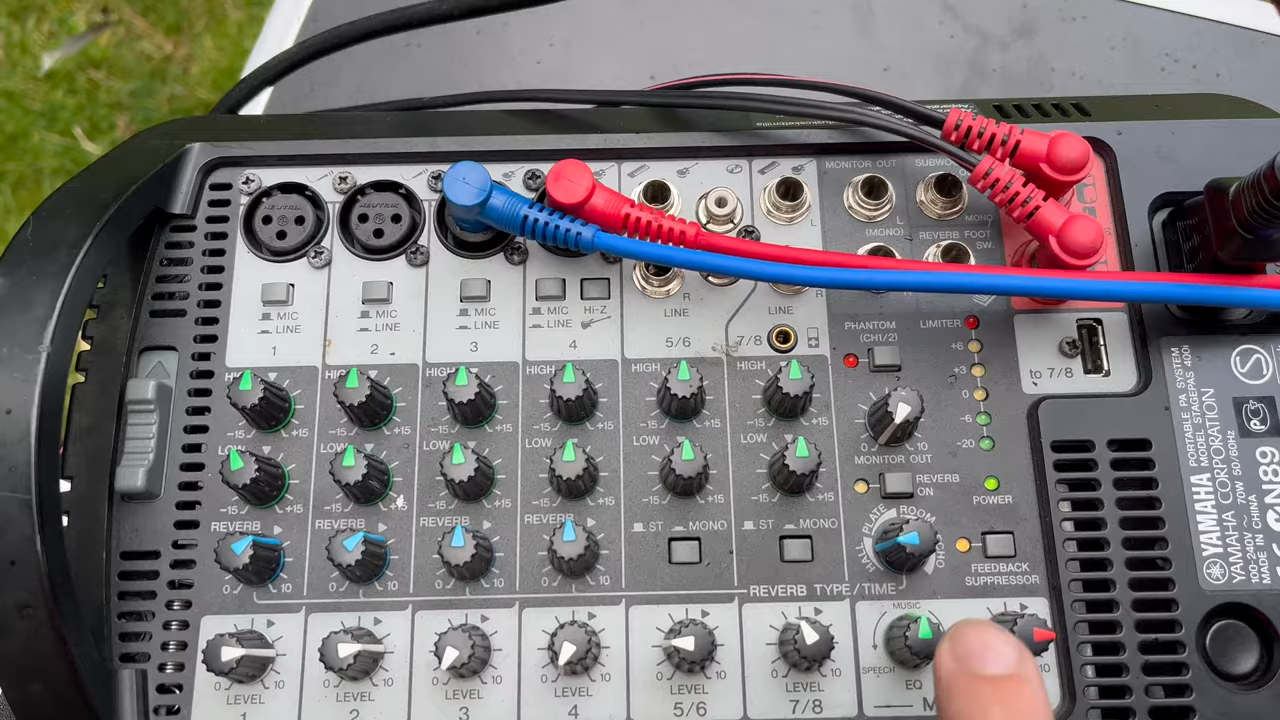 MONITOR OUT
SUBWO
NEUTRIK
NEUTRIK
L
L
(MONO)
MONO
REVERB FOOT
SW.
R
R
MIC
LINE
MIC
LINE
MIC
LINE
MIC
LINE
Hi-Z
LINE
LINE
1
2
3
4
5/6
7/8
PHANTOM
(CH1/2)
LIMITER
+6
+3
0
-6
-20
to 7/8
HIGH
HIGH
HIGH
HIGH
HIGH
HIGH
-15 +15
-15 +15
-15 +15
-15 +15
-15 +15
-15 +15
0 10
MONITOR OUT
LOW
LOW
LOW
LOW
LOW
LOW
-15 +15
-15 +15
-15 +15
-15 +15
-15 +15
-15 +15
REVERB
ON
POWER
REVERB
REVERB
REVERB
REVERB
ST MONO
ST MONO
HALL PLATE ROOM ECHO
FEEDBACK
SUPPRESSOR
0 10
0 10
0 10
0 10
REVERB TYPE/TIME
MUSIC
SPEECH
EQ
0 10
0 10
0 10
0 10
0 10
0 10
10
LEVEL
LEVEL
LEVEL
LEVEL
LEVEL
LEVEL
1
2
3
4
5/6
7/8
M
YAMAHA
PORTABLE PA SYSTEM
MODEL STAGEPAS 400i
YAMAHA CORPORATION
100-240V ~ 70W 50/60Hz
MADE IN CHINA
N89